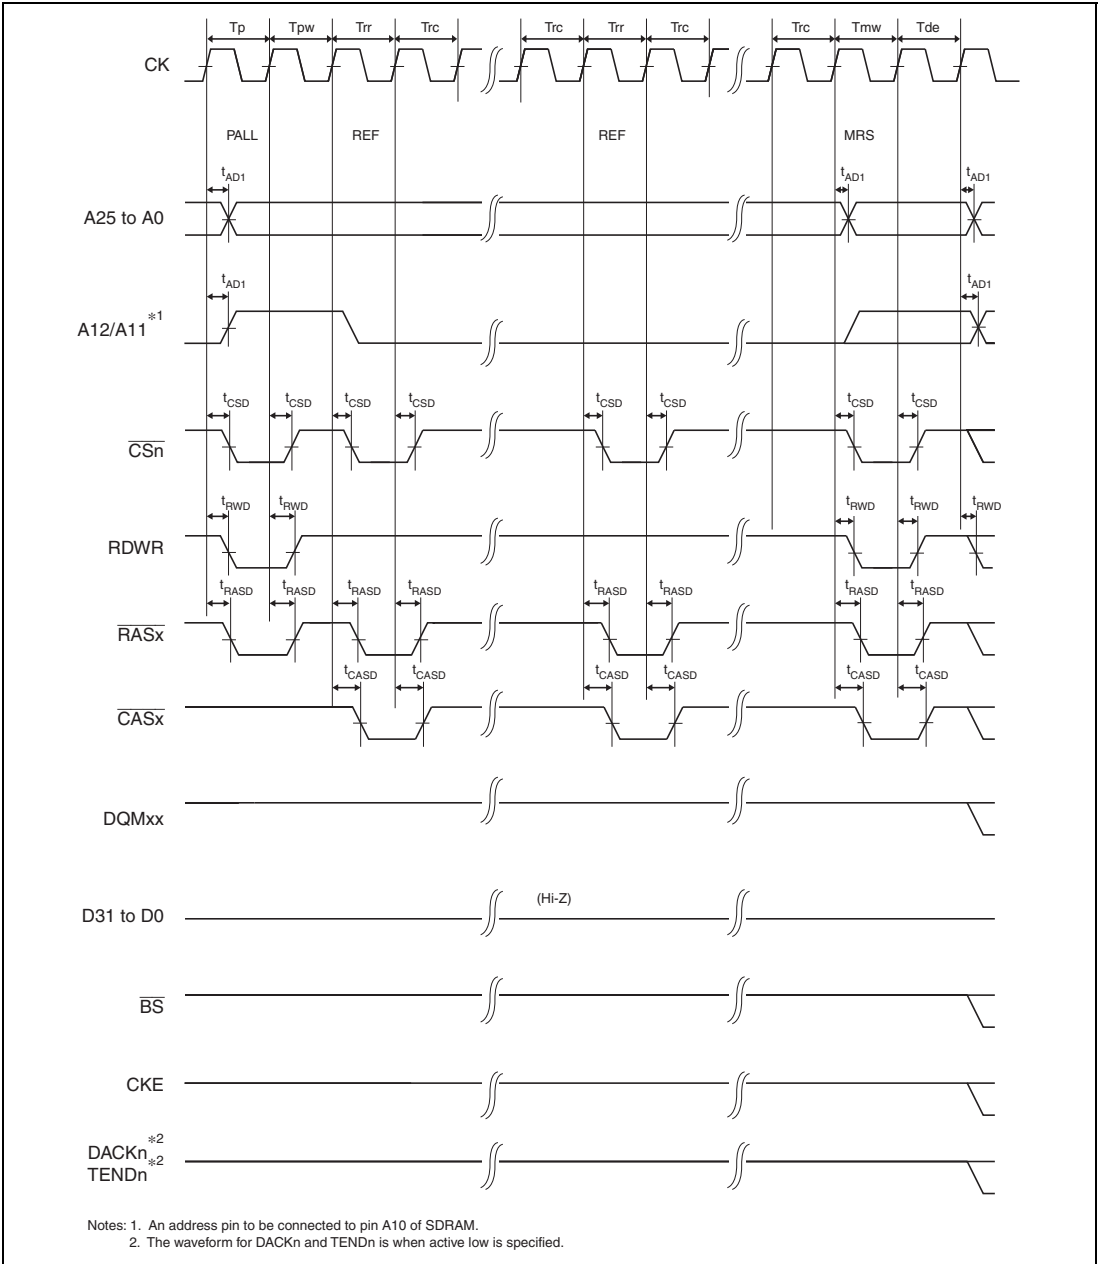 Tp Tpw Trr Trc Trc Trr Trc Trc Tmw Tde
CK
PALL REF REF MRS
tAD1 tAD1 tAD1
A25 to A0
tAD1 tAD1
A12/A11*1
tCSD tCSD tCSD tCSD tCSD tCSD tCSD tCSD
CSn
tRWD tRWD tRWD tRWD tRWD
RDWR
tRASD tRASD tRASD tRASD tRASD tRASD tRASD tRASD
RASx
tCASD tCASD tCASD tCASD tCASD tCASD
CASx
DQMxx
(Hi-Z)
D31 to D0
BS
CKE
DACKn*2
TENDn*2
Notes: 1. An address pin to be connected to pin A10 of SDRAM.
2. The waveform for DACKn and TENDn is when active low is specified.